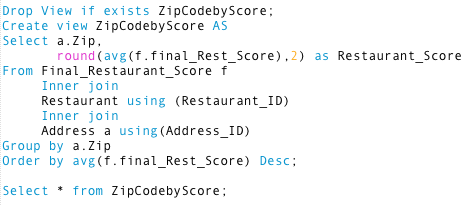 Drop View if exists ZipCodebyScore;
Create view ZipCodebyScore AS
Select a.Zip,
       round(avg(f.final_Rest_Score),2) as Restaurant_Score
From Final_Restaurant_Score f
     Inner join
     Restaurant using (Restaurant_ID)
     Inner join
     Address a using(Address_ID)
Group by a.Zip
Order by avg(f.final_Rest_Score) Desc;

Select * from ZipCodebyScore;